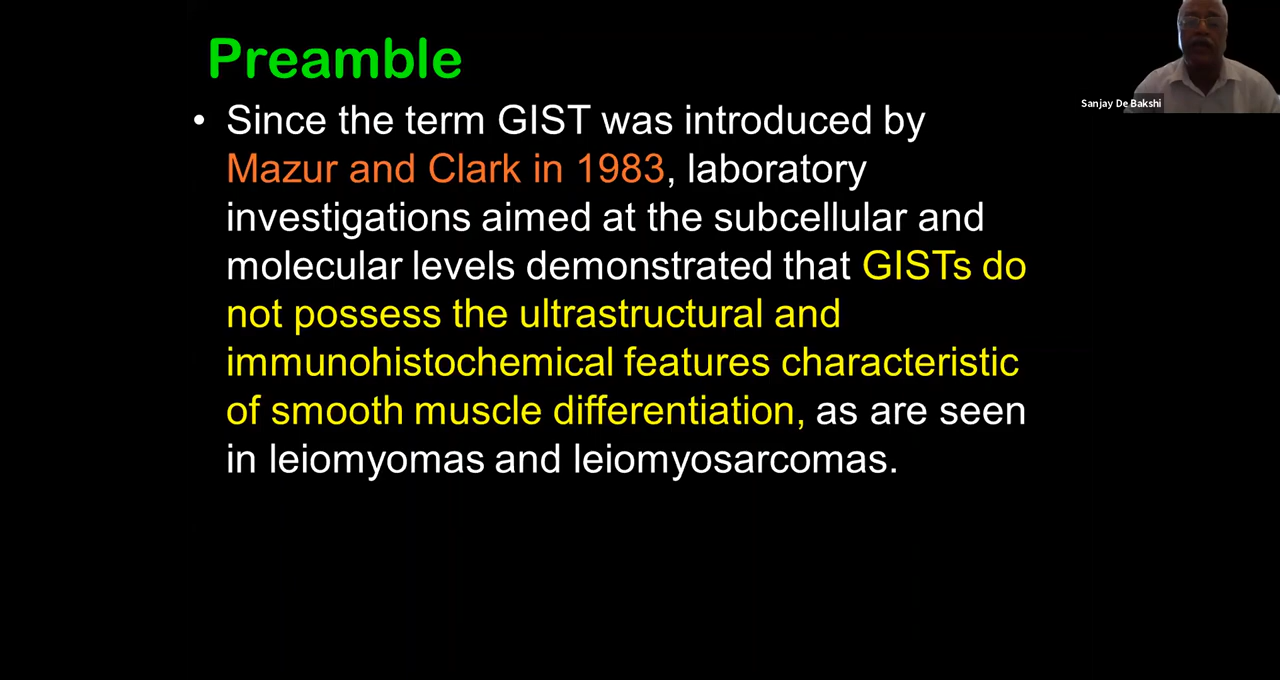 Preamble
Sanjay De Bakshi
• Since the term GIST was introduced by
Mazur and Clark in 1983, laboratory
investigations aimed at the subcellular and
molecular levels demonstrated that GISTs do
not possess the ultrastructural and
immunohistochemical features characteristic
of smooth muscle differentiation, as are seen
in leiomyomas and leiomyosarcomas.